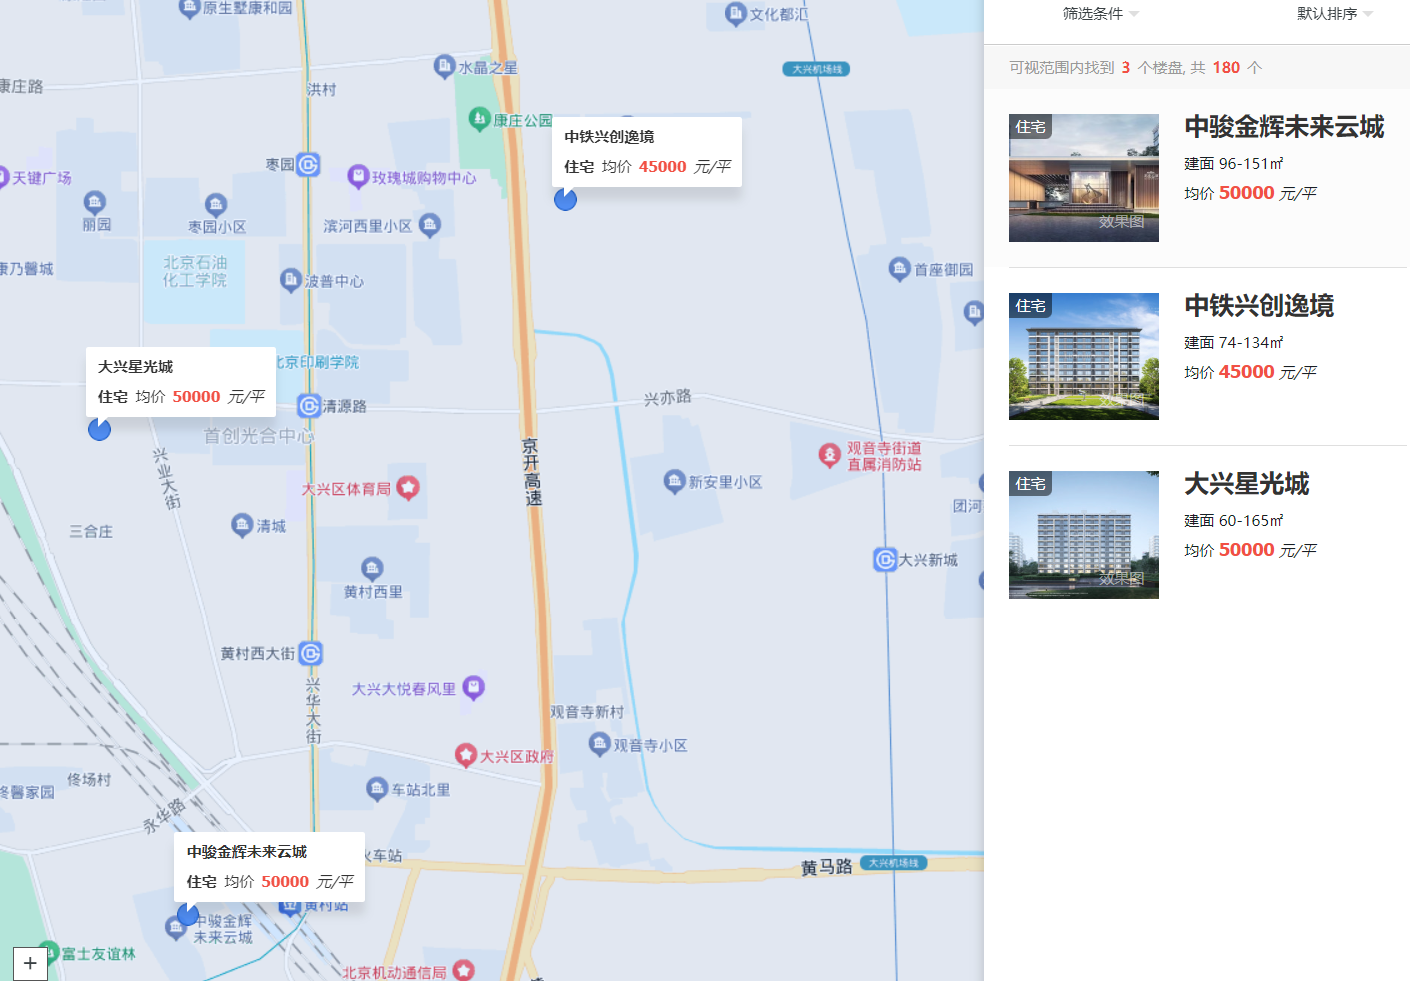 原生墅康和园
文化都汇
水晶之星
大兴机场线
康庄路
洪村
康庄公园
中铁兴创逸境
住宅 均价 45000 元/平
枣园
天键广场
玫瑰城购物中心
丽园
枣园小区
滨河西里小区
康乃馨城
北京石油
化工学院
波普中心
首座御园
大兴星光城
住宅 均价 50000 元/平
北京印刷学院
清源路
兴亦路
首创光合中心
京开高速
观音寺街道
直属消防站
兴业大街
大兴区体育局
新安里小区
团河
三合庄
清城
大兴新城
黄村西里
黄村西大街
兴华大街
大兴大悦春风里
观音寺新村
观音寺小区
大兴区政府
佟场村
佟馨家园
车站北里
永华路
中骏金辉未来云城
住宅 均价 50000 元/平
火车站
黄马路
大兴机场线
黄村站
中骏金辉
未来云城
富士友谊林
北京机动通信局
+
筛选条件
默认排序
可视范围内找到 3 个楼盘, 共 180 个
住宅
效果图
中骏金辉未来云城
建面 96-151㎡
均价 50000 元/平
住宅
效果图
中铁兴创逸境
建面 74-134㎡
均价 45000 元/平
住宅
效果图
大兴星光城
建面 60-165㎡
均价 50000 元/平